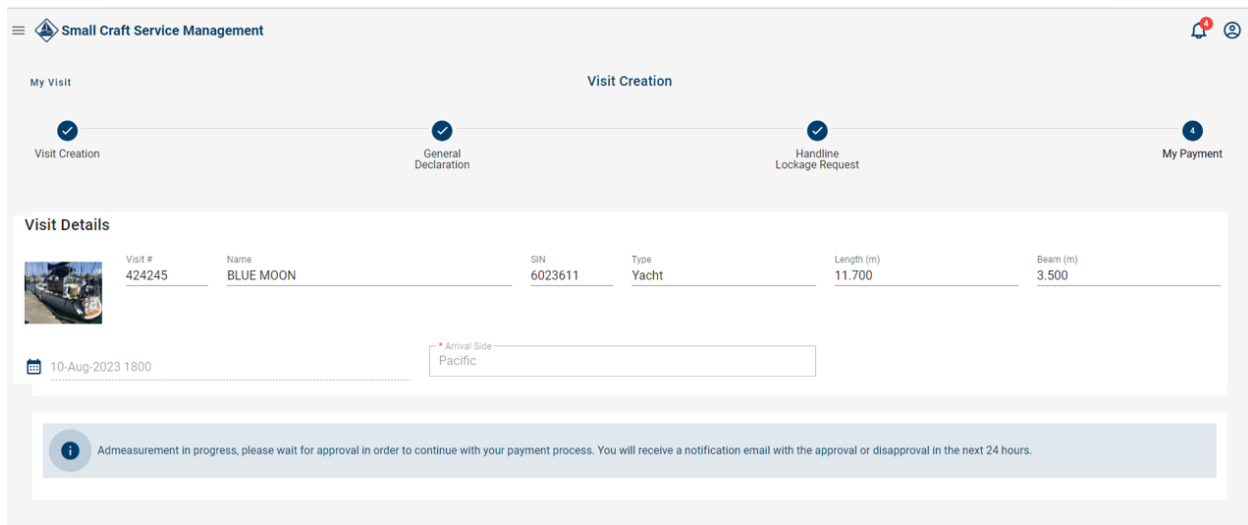 Small Craft Service Management
4
My Visit
Visit Creation
4
Visit Creation
General
Declaration
Handline
Lockage Request
My Payment
Visit Details
Visit #
424245
Name
BLUE MOON
SIN
6023611
Type
Yacht
Length (m)
11.700
Beam (m)
3.500
10-Aug-2023 1800
* Arrival Side
Pacific
Admeasurement in progress, please wait for approval in order to continue with your payment process. You will receive a notification email with the approval or disapproval in the next 24 hours.